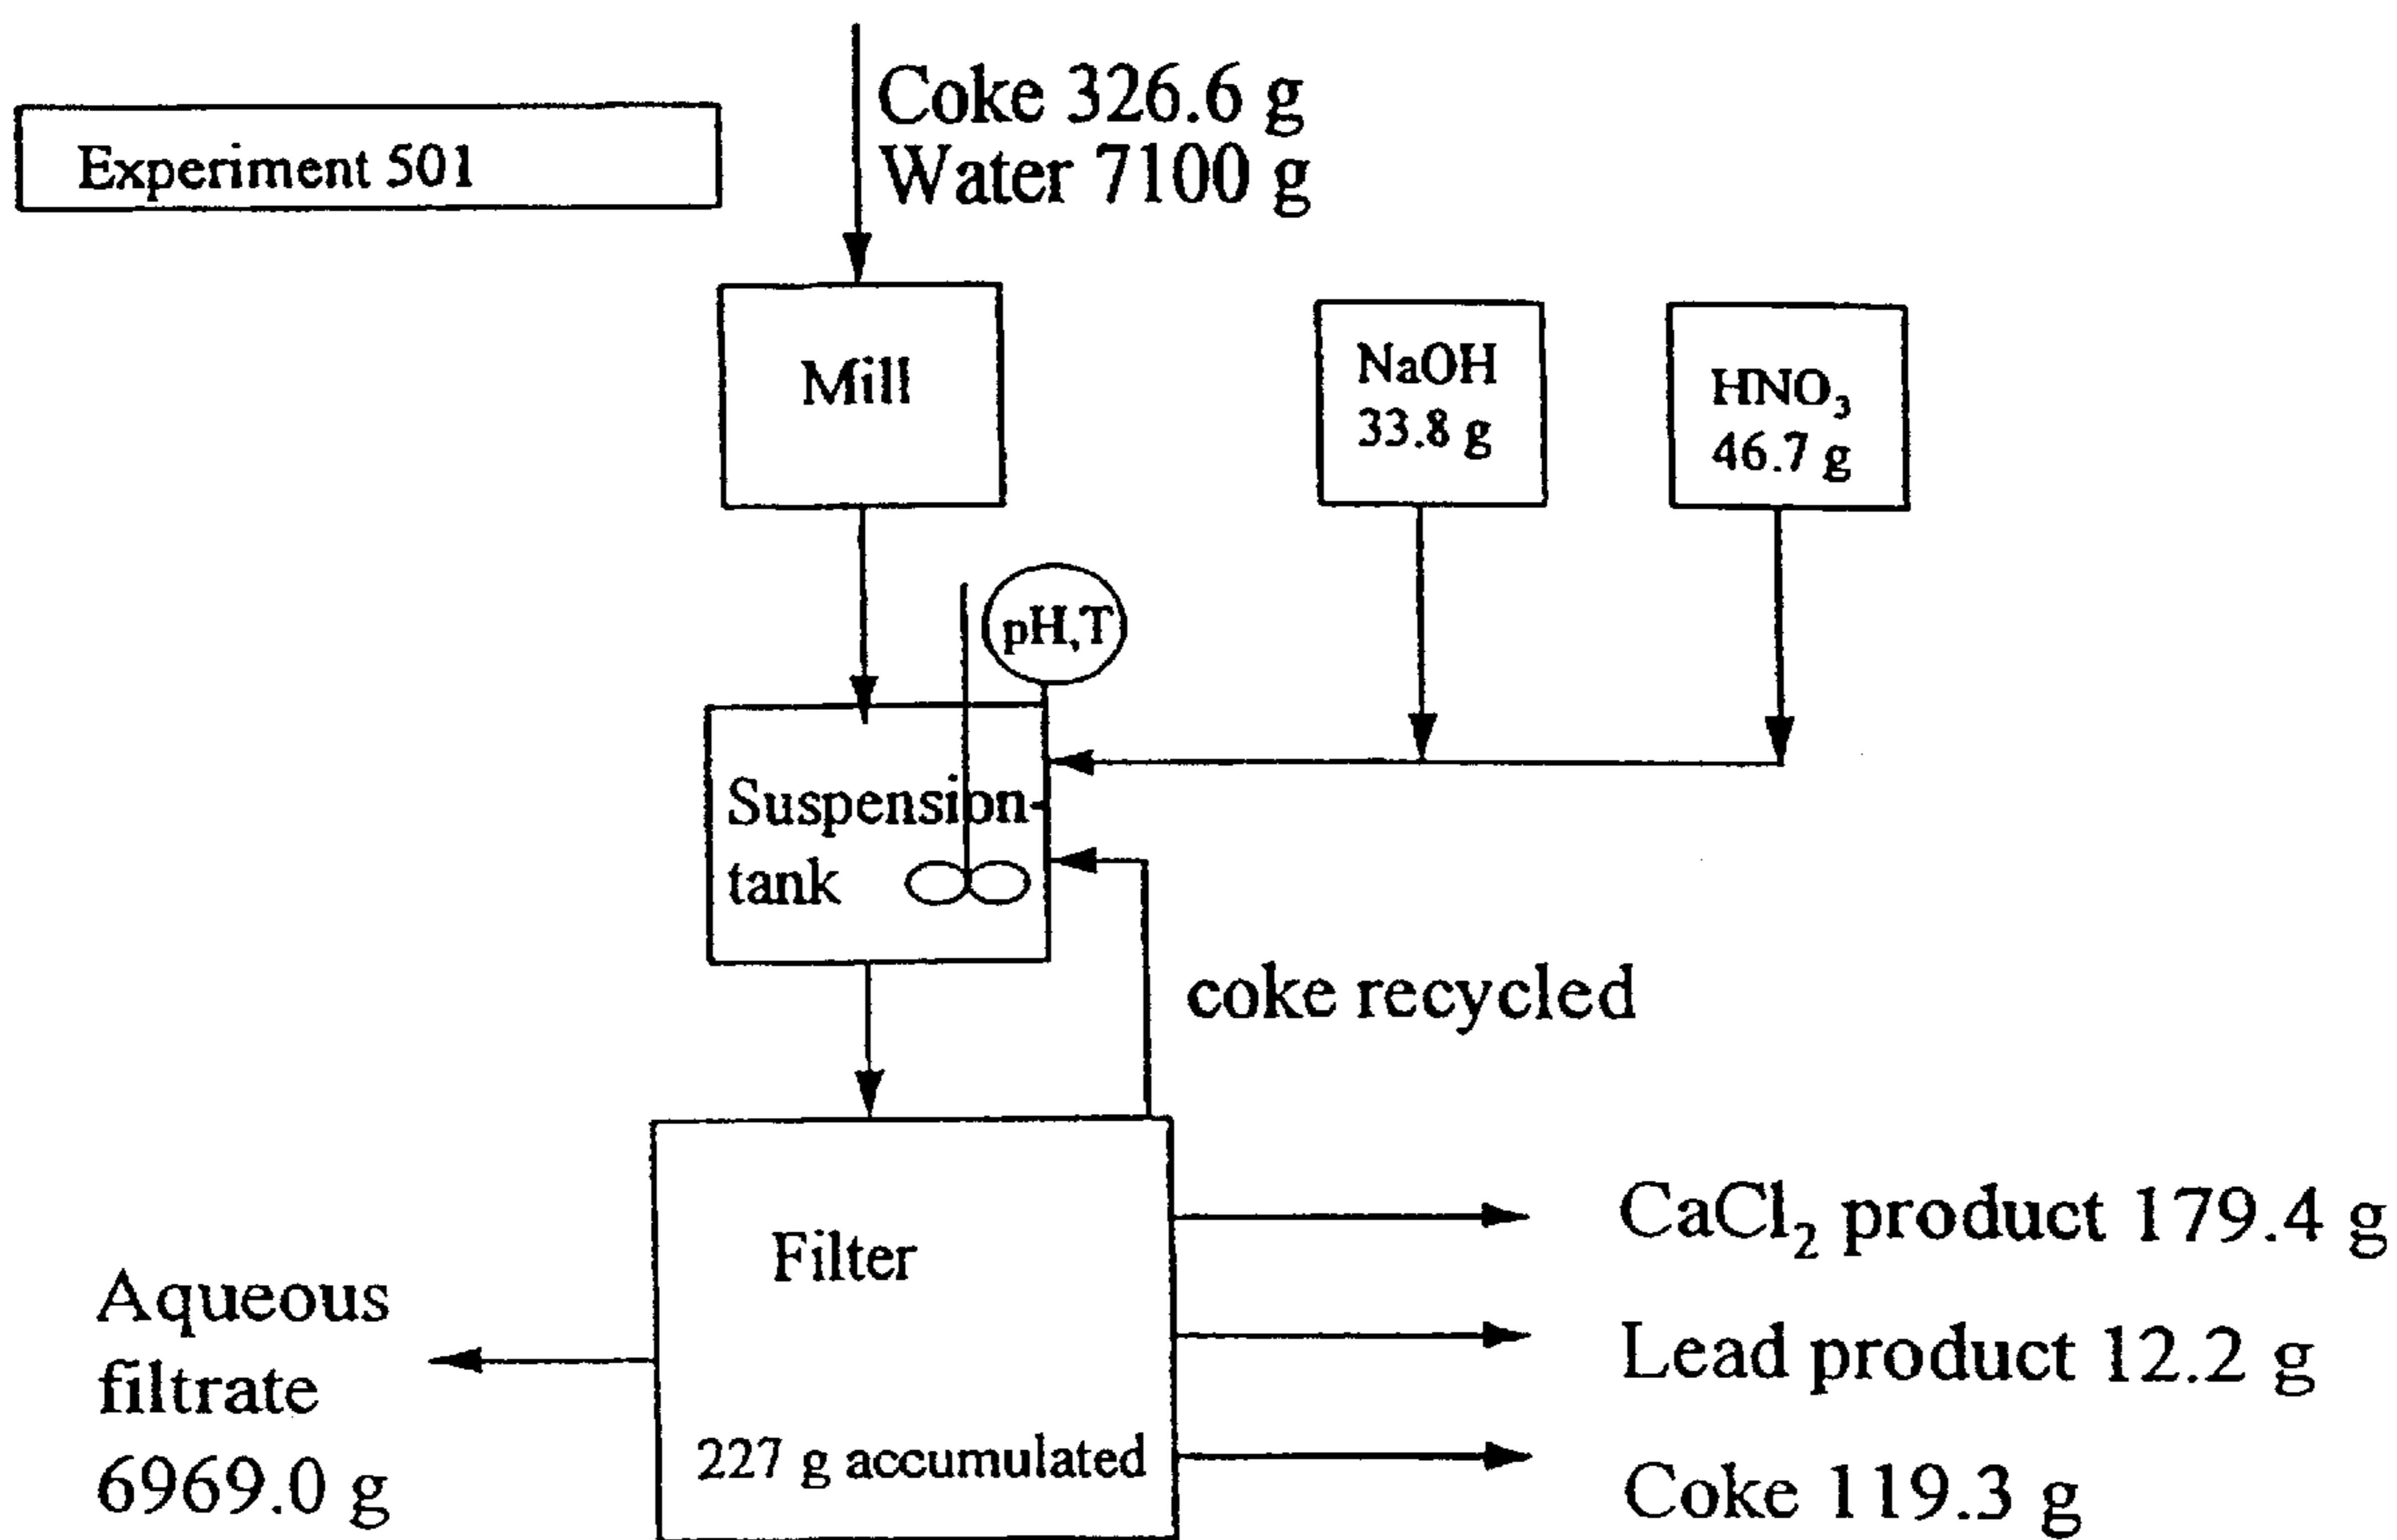 Experiment 501
Coke 326.6 g
Water 7100 g
Mill
NaOH
33.8 g
HNO₃
46.7 g
pH,T
Suspension-
tank
coke recycled
Filter
227 g accumulated
Aqueous
filtrate
6969.0 g
CaCl₂ product 179.4 g
Lead product 12.2 g
Coke 119.3 g